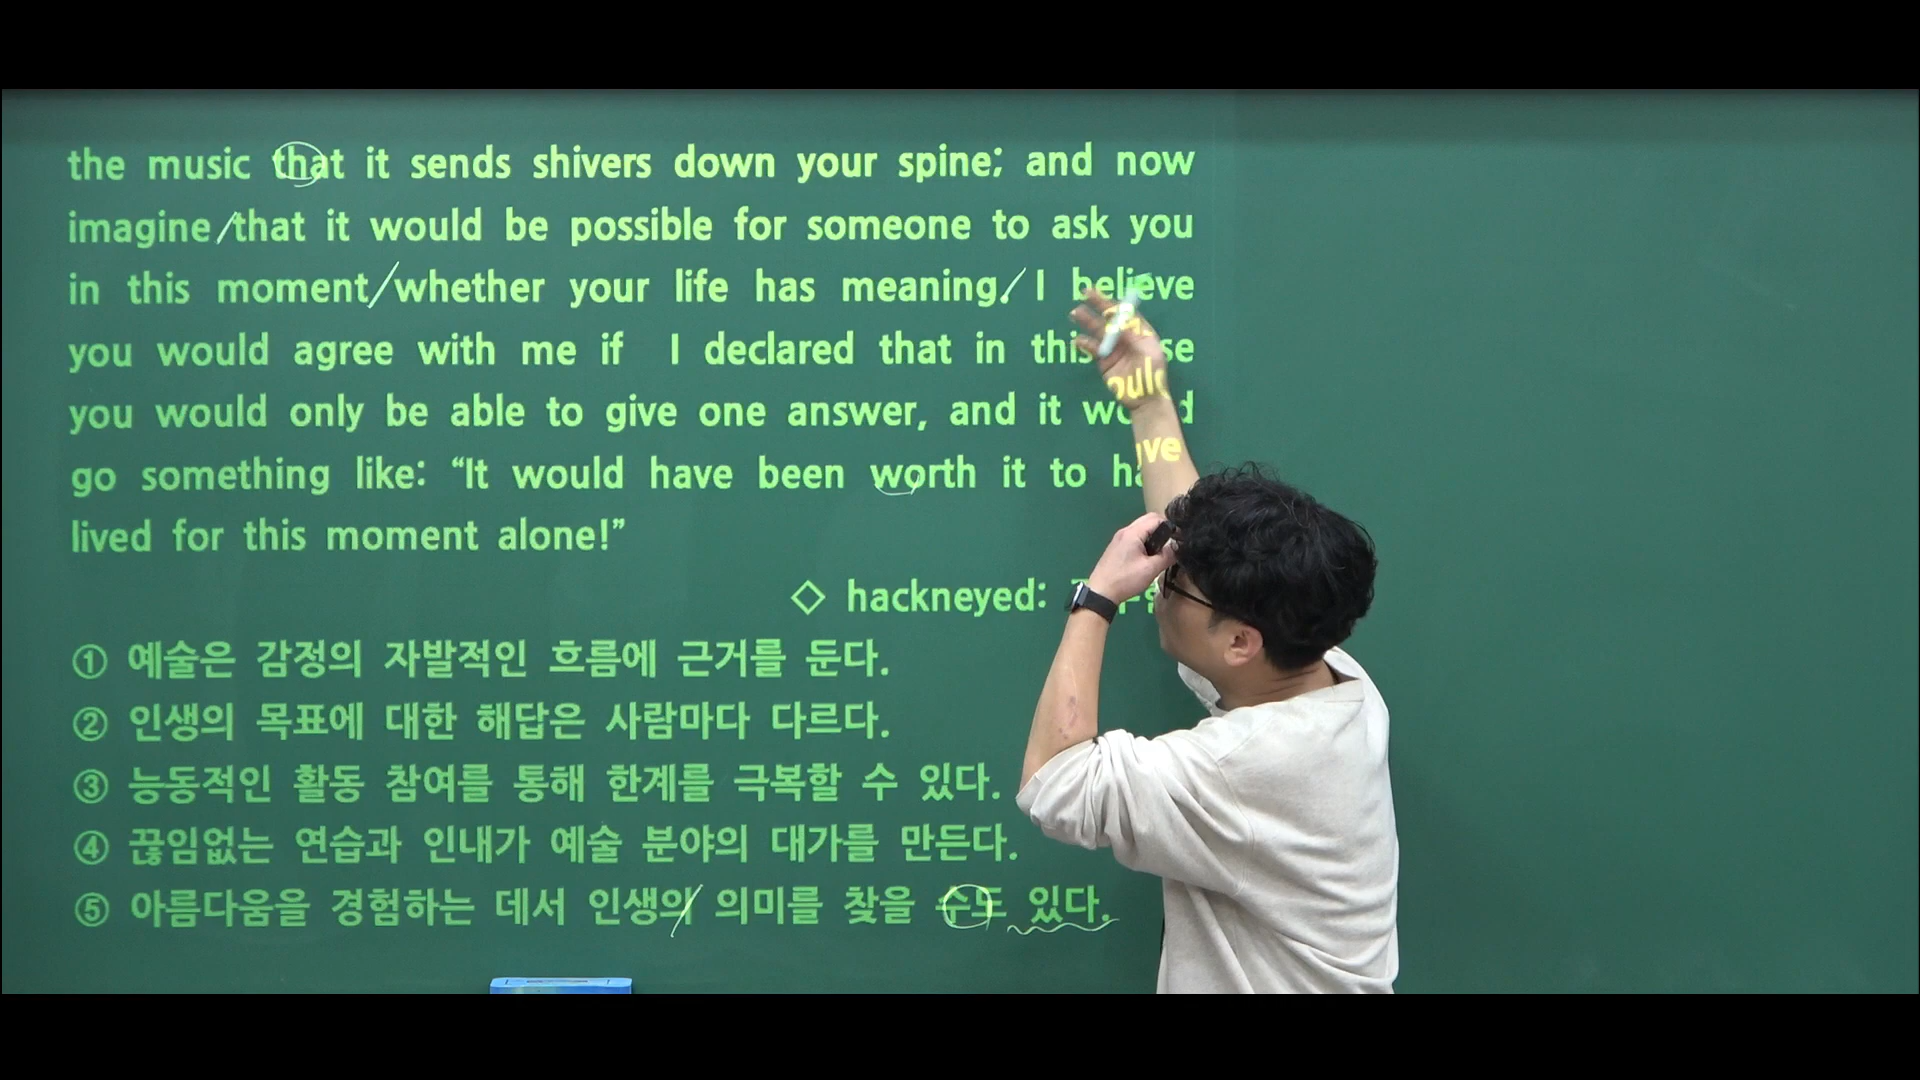 the music that it sends shivers down your spine; and now
imagine that it would be possible for someone to ask you
in this moment whether your life has meaning. I believe
you would agree with me if I declared that in this
you would only be able to give one answer, and it would
go something like: “It would have been worth it to
lived for this moment alone!”
◇ hackneyed:
① 예술은 감정의 자발적인 흐름에 근거를 둔다.
② 인생의 목표에 대한 해답은 사람마다 다르다.
③ 능동적인 활동 참여를 통해 한계를 극복할 수 있다.
④ 끊임없는 연습과 인내가 예술 분야의 대가를 만든다.
⑤ 아름다움을 경험하는 데서 인생의 의미를 찾을 수도 있다.